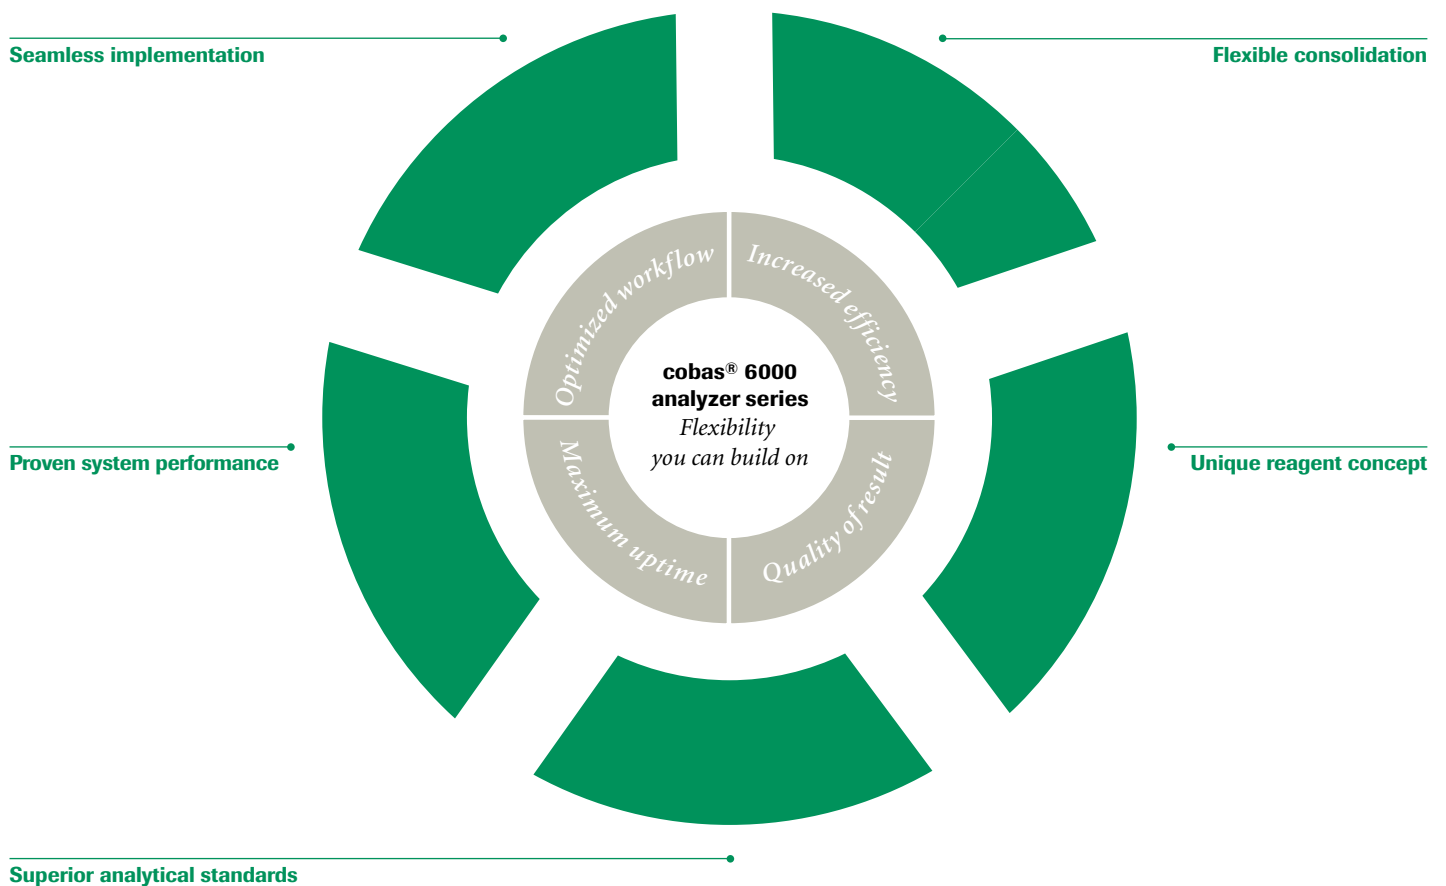 Seamless implementation
Flexible consolidation
Optimized workflow
Increased efficiency
cobas® 6000
analyzer series
Flexibility
you can build on
Proven system performance
Unique reagent concept
Maximum uptime
Quality of result
Superior analytical standards